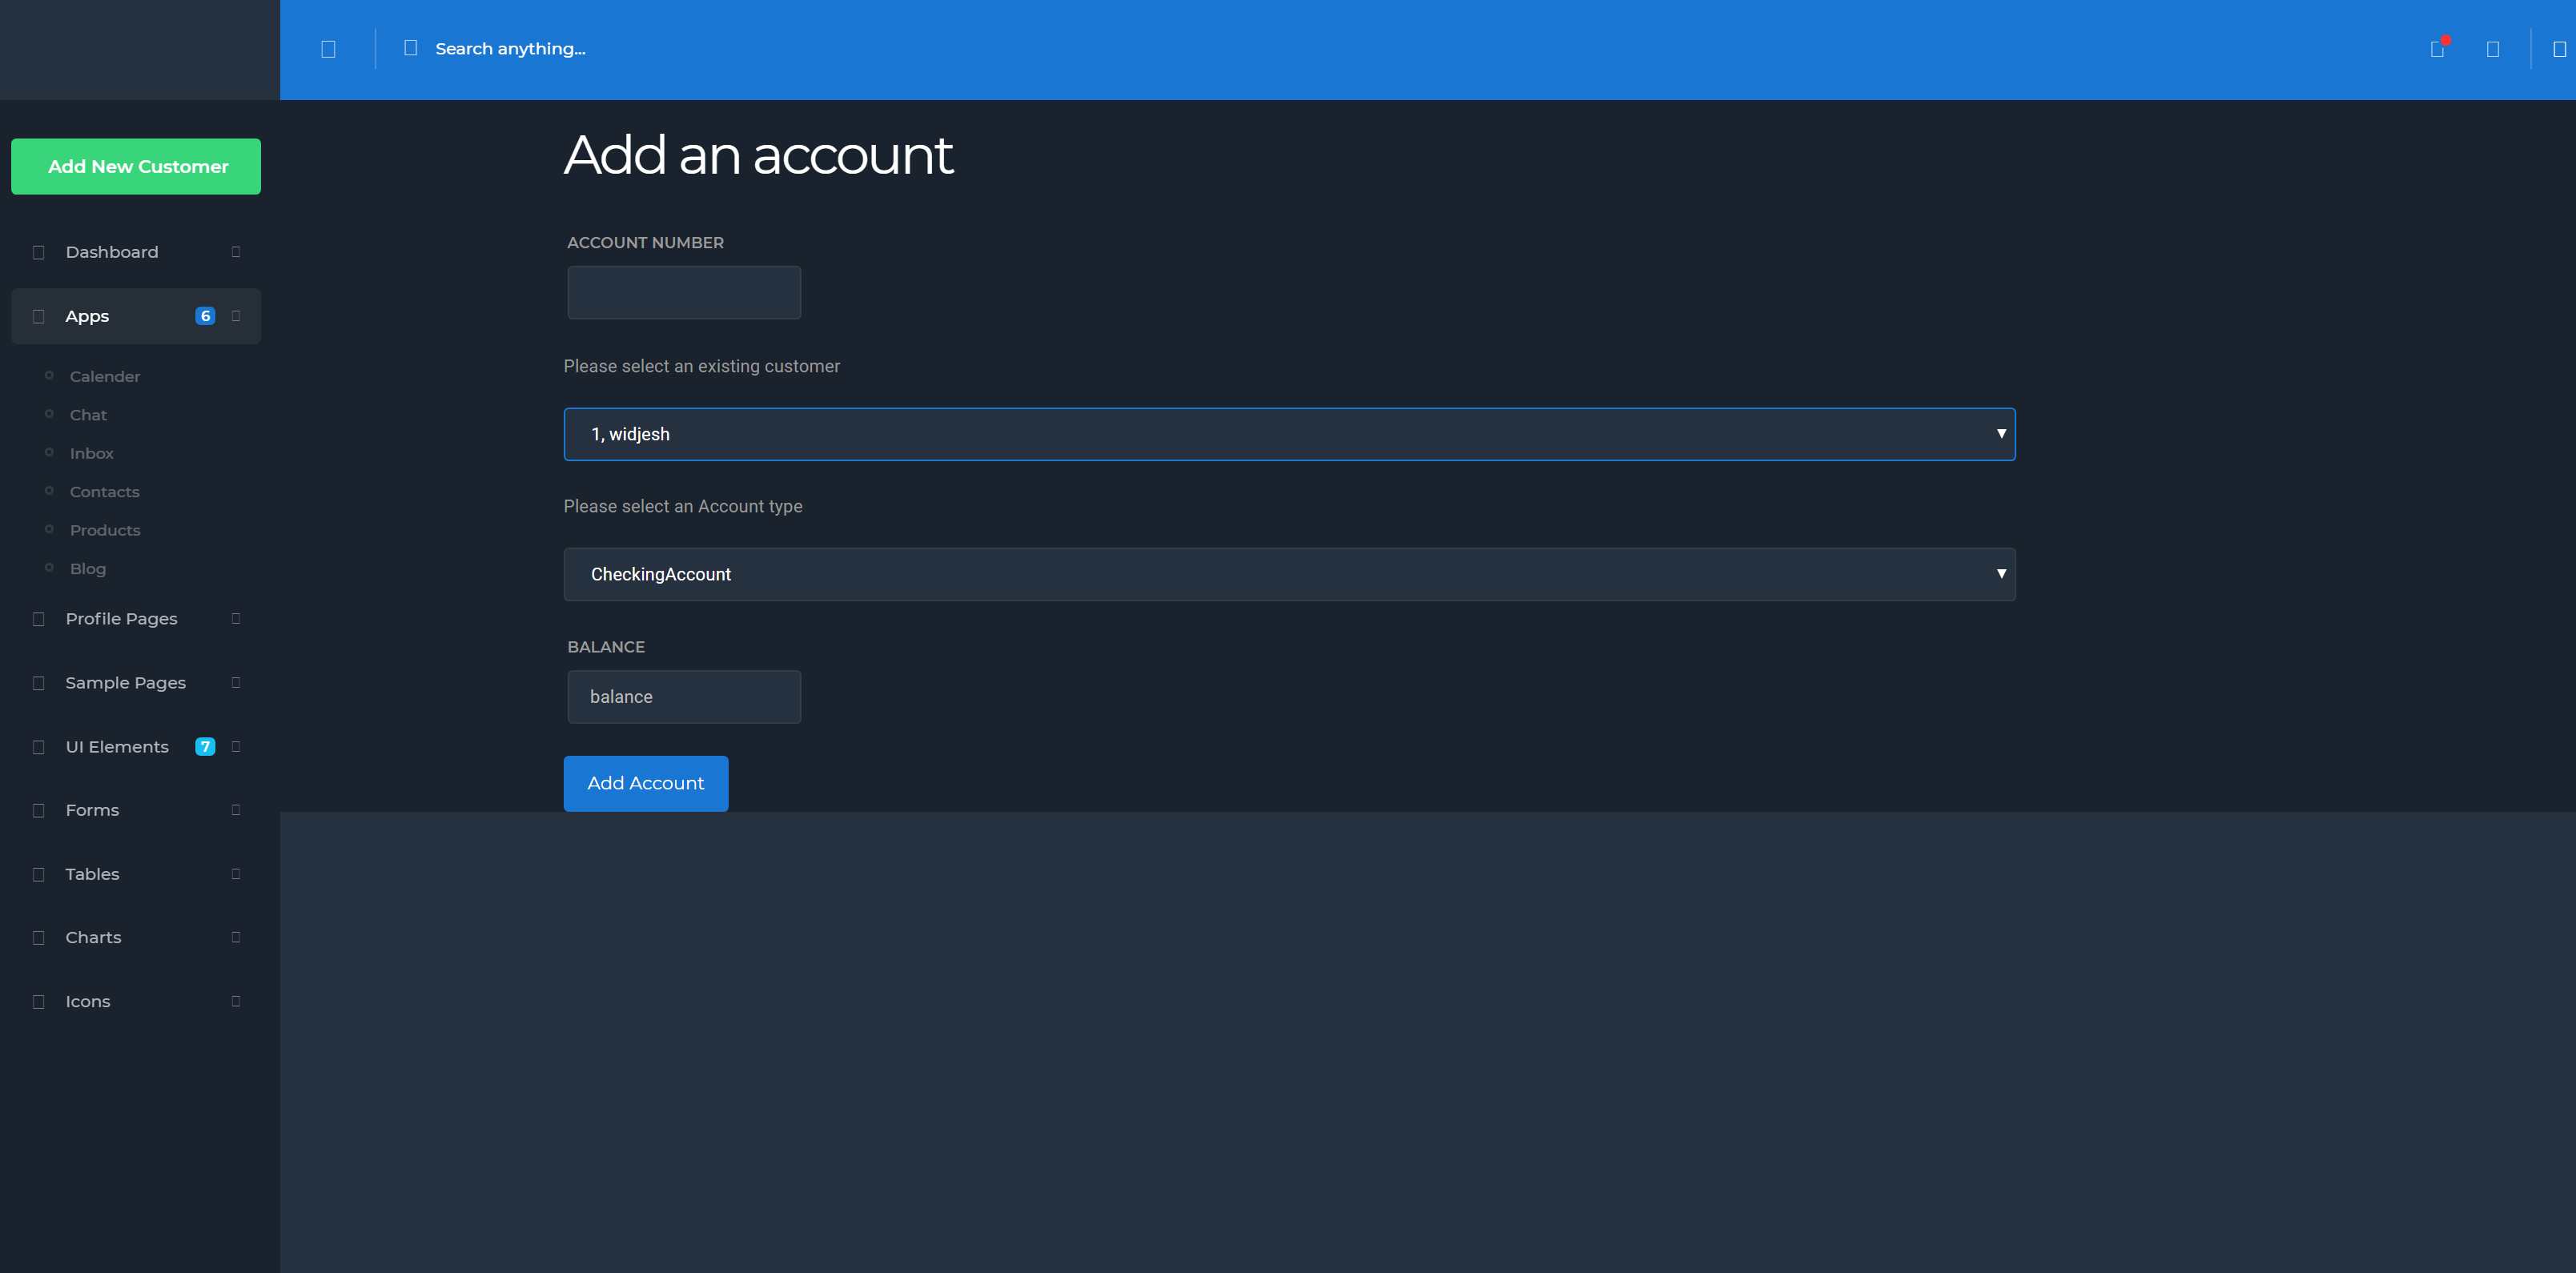 Search anything...
Add New Customer
Dashboard
Apps 6
Calender
Chat
Inbox
Contacts
Products
Blog
Profile Pages
Sample Pages
UI Elements 7
Forms
Tables
Charts
Icons
Add an account
ACCOUNT NUMBER
Please select an existing customer
1, widjesh
Please select an Account type
CheckingAccount
BALANCE
balance
Add Account